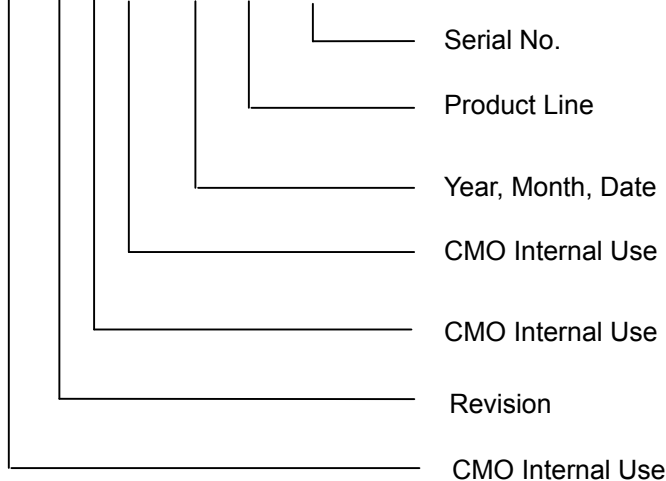 Serial No.
Product Line
Year, Month, Date
CMO Internal Use
CMO Internal Use
Revision
CMO Internal Use